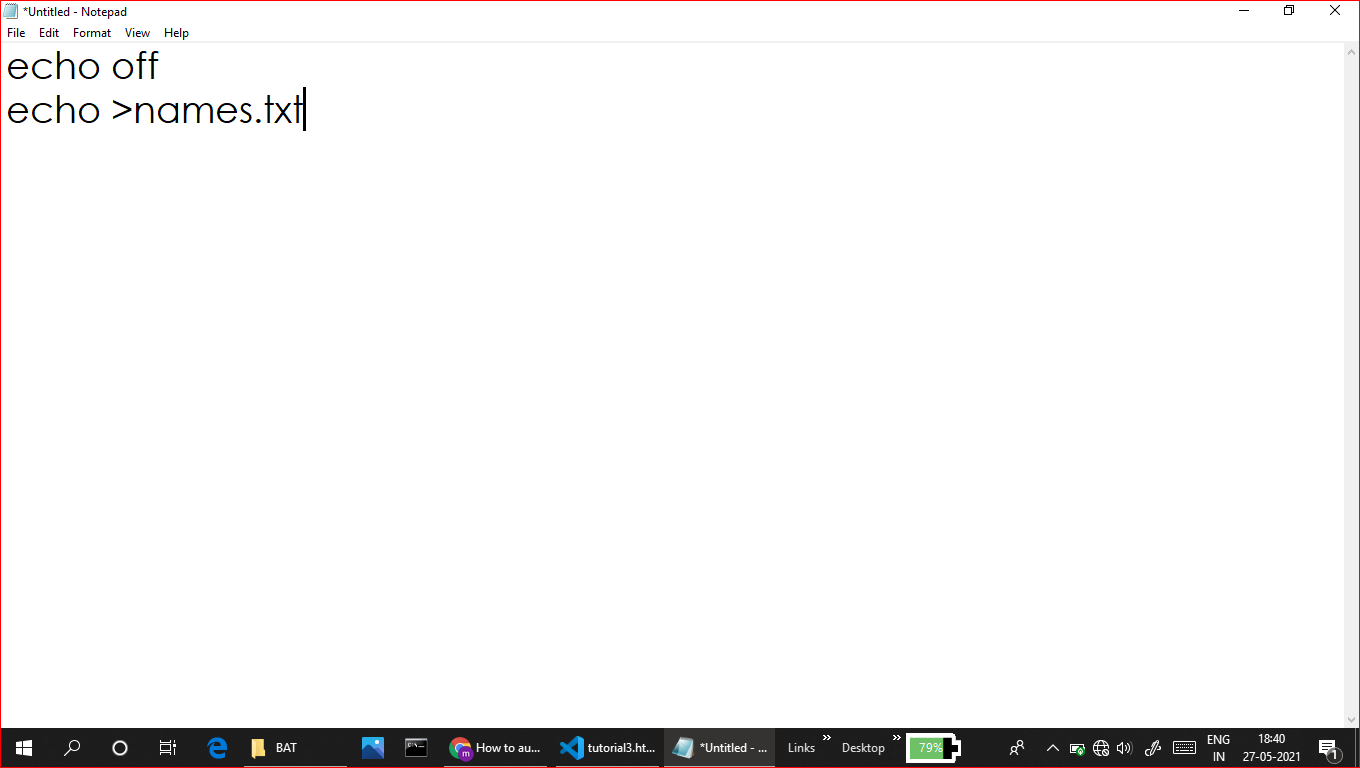 *Untitled - Notepad
File Edit Format View Help
echo off
echo >names.txt
BAT
m
How to au...
tutorial3.ht...
*Untitled - ...
Links
»
Desktop
»
79%
ENG
IN
18:40
27-05-2021
1